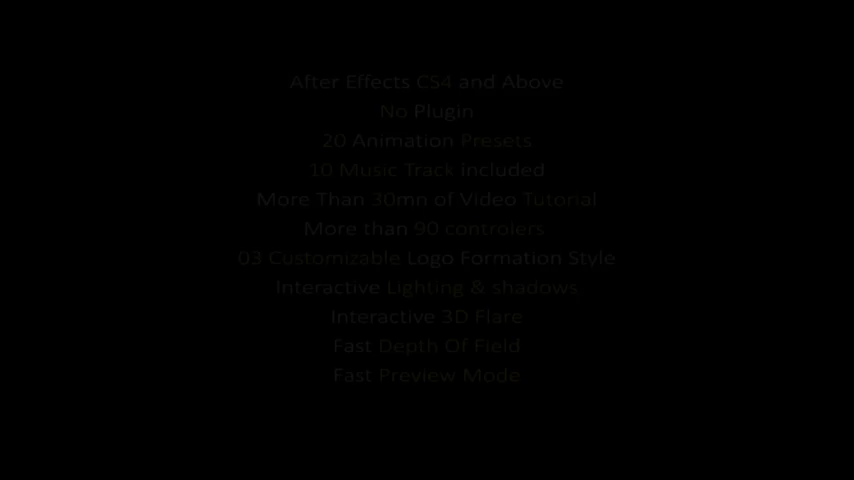 After Effects CS4 and Above
No Plugin
20 Animation Presets
10 Music Track included
More Than 30mn of Video Tutorial
More than 90 controlers
03 Customizable Logo Formation Style
Interactive Lighting & shadows
Interactive 3D Flare
Fast Depth Of Field
Fast Preview Mode